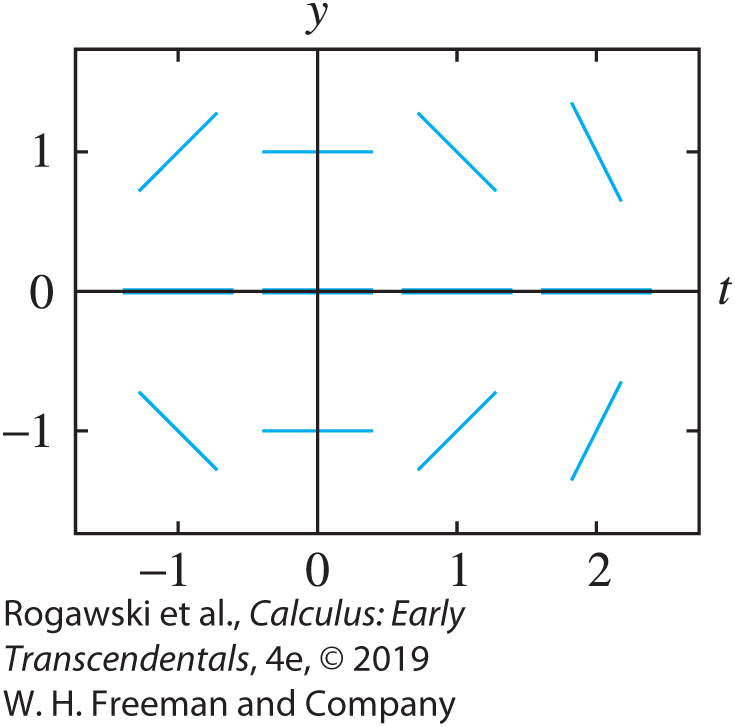 y
1
0
t
−1
−1
0
1
2
Rogawski et al., Calculus: Early
Transcendentals, 4e, © 2019
W. H. Freeman and Company